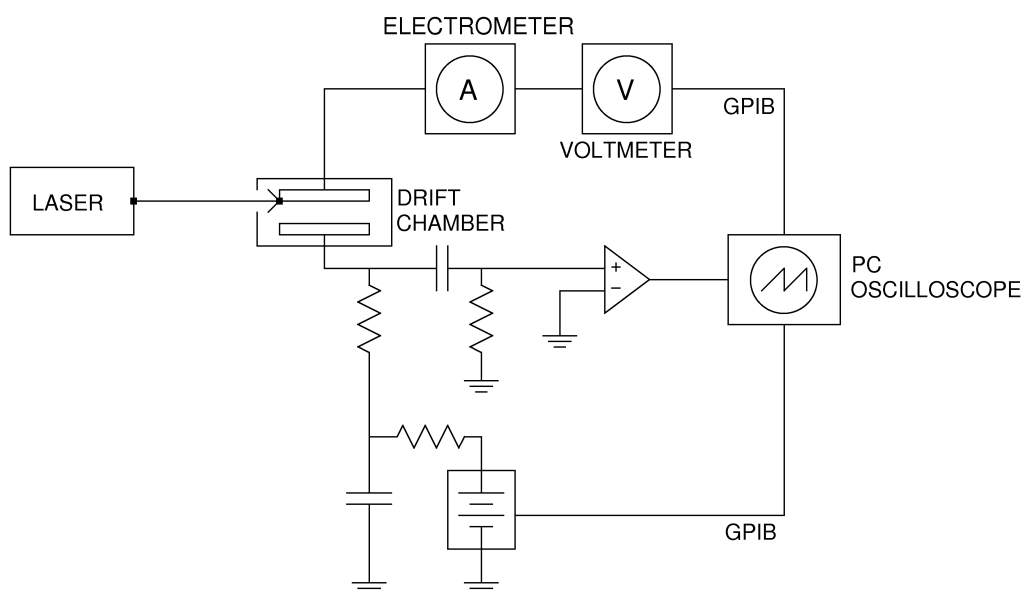 ELECTROMETER
A
V
GPIB
VOLTMETER
LASER
DRIFT
CHAMBER
+
−
PC
OSCILLOSCOPE
GPIB